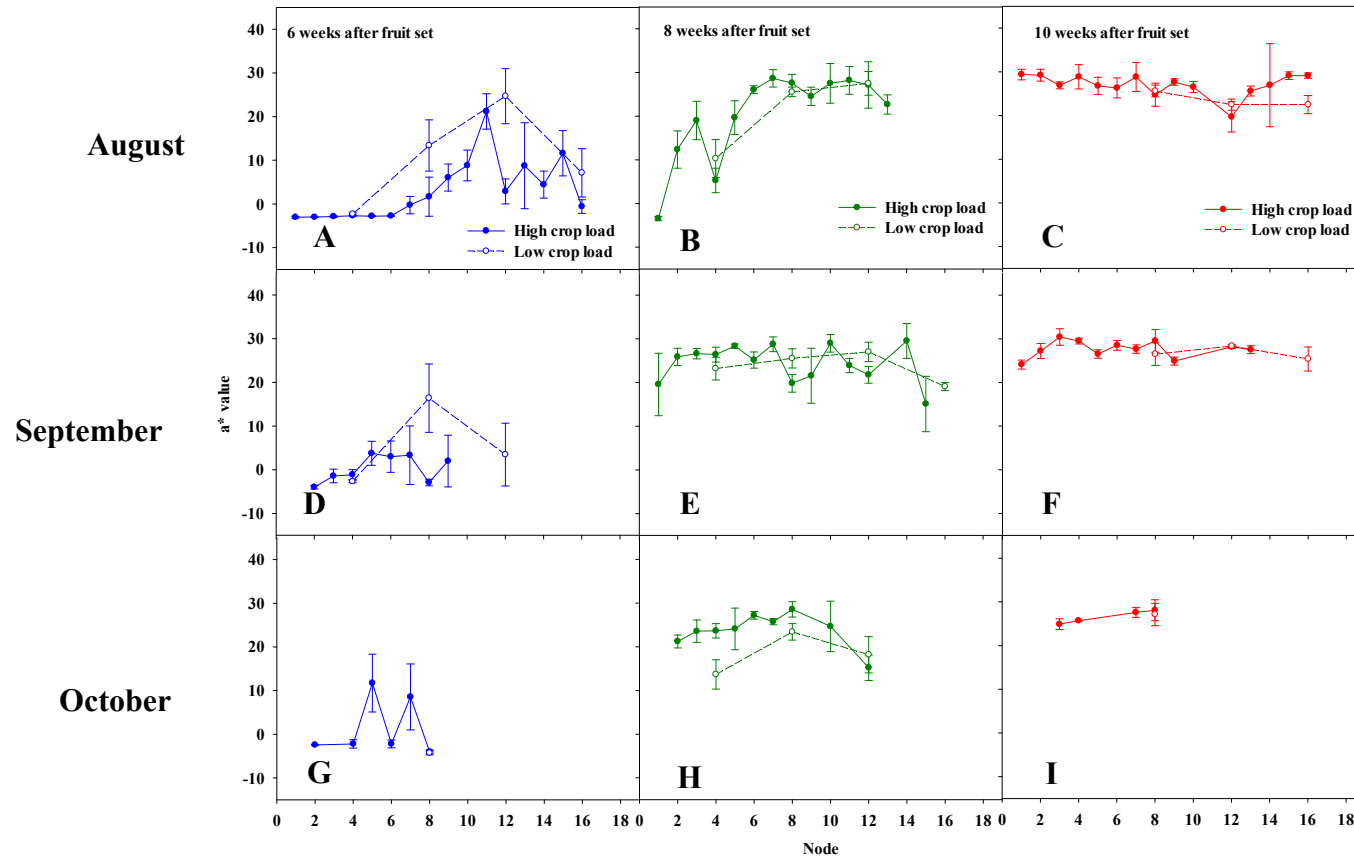 6 weeks after fruit set
8 weeks after fruit set
10 weeks after fruit set
August
40
30
20
10
0
-10
A
High crop load
Low crop load
B
High crop load
Low crop load
C
High crop load
Low crop load
September
a* value
40
30
20
10
0
-10
D
E
F
October
40
30
20
10
0
-10
G
H
I
0 2 4 6 8 10 12 14 16 18
0 2 4 6 8 10 12 14 16 18
0 2 4 6 8 10 12 14 16 18
Node